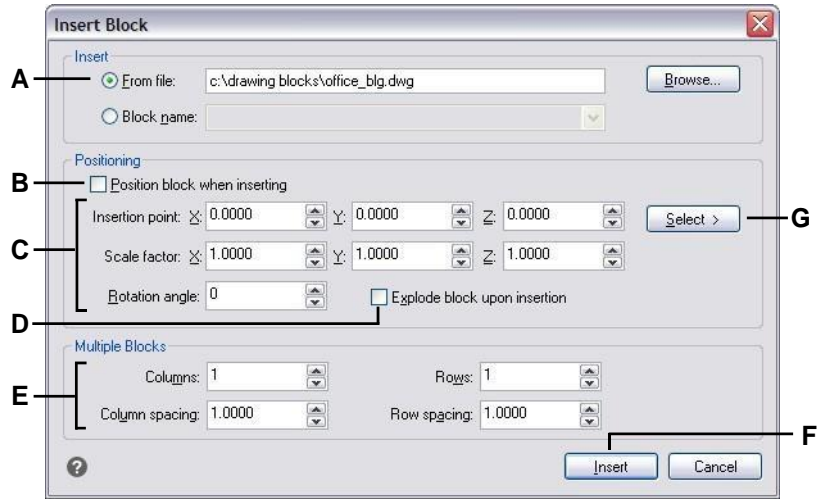 Insert Block
Insert
A From file: c:\drawing blocks\office_blg.dwg Browse...
Block name:
Positioning
B Position block when inserting
Insertion point: X: 0.0000 Y: 0.0000 Z: 0.0000 Select > G
C Scale factor: X: 1.0000 Y: 1.0000 Z: 1.0000
Rotation angle: 0 Explode block upon insertion
D
Multiple Blocks
Columns: 1 Rows: 1
E
Column spacing: 1.0000 Row spacing: 1.0000
F
? Insert Cancel